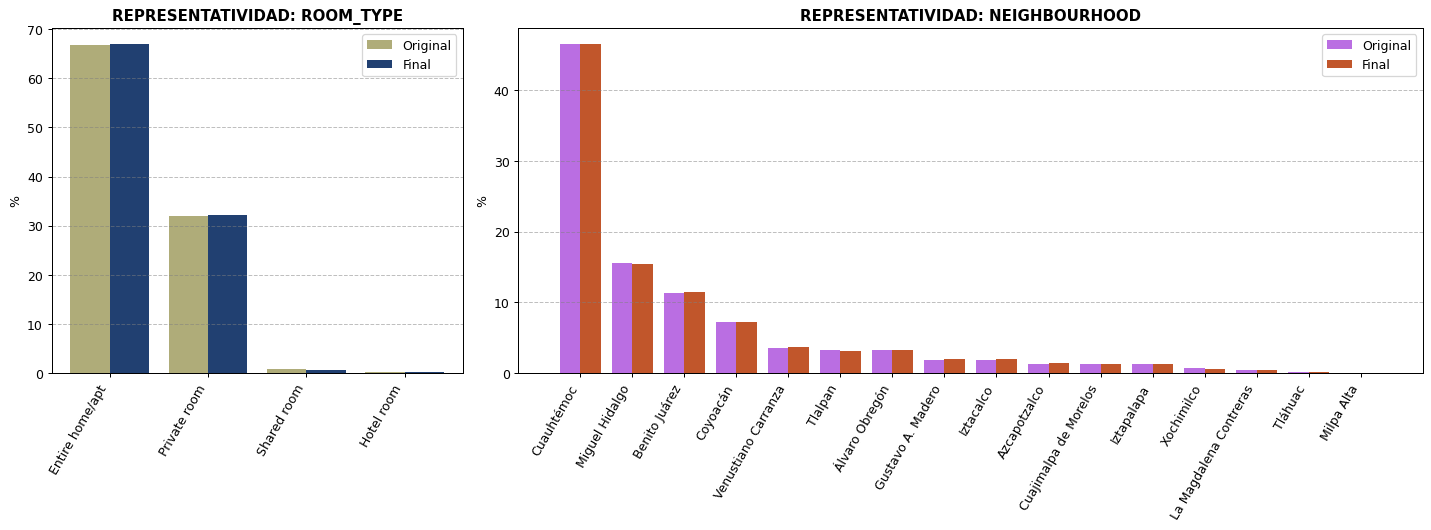 REPRESENTATIVIDAD: ROOM_TYPE
Original
Final
%
70
60
50
40
30
20
10
0
Entire home/apt
Private room
Shared room
Hotel room
REPRESENTATIVIDAD: NEIGHBOURHOOD
Original
Final
%
40
30
20
10
0
Cuauhtémoc
Miguel Hidalgo
Benito Juárez
Coyoacán
Venustiano Carranza
Tlalpan
Álvaro Obregón
Gustavo A. Madero
Iztacalco
Azcapotzalco
Cuajimalpa de Morelos
Iztapalapa
Xochimilco
La Magdalena Contreras
Tláhuac
Milpa Alta